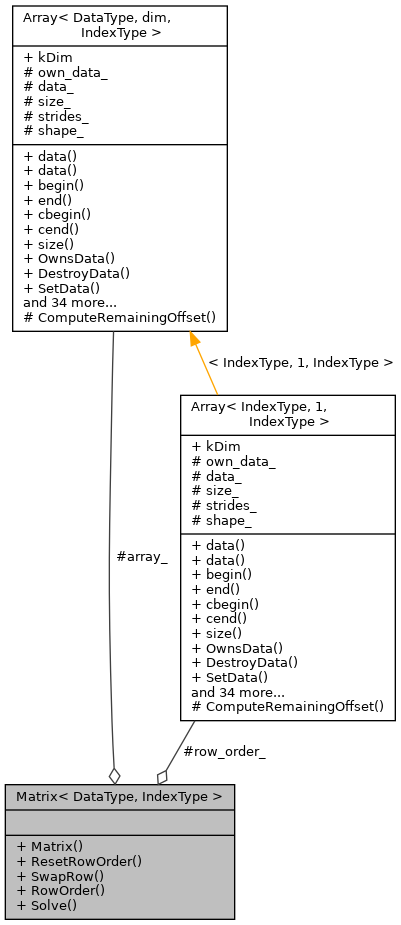 Array< DataType, dim,
IndexType >
+ kDim
# own_data_
# data_
# size_
# strides_
# shape_
+ data()
+ data()
+ begin()
+ end()
+ cbegin()
+ cend()
+ size()
+ OwnsData()
+ DestroyData()
+ SetData()
and 34 more...
# ComputeRemainingOffset()
< IndexType, 1, IndexType >
Array< IndexType, 1,
IndexType >
+ kDim
# own_data_
# data_
# size_
# strides_
# shape_
+ data()
+ data()
+ begin()
+ end()
+ cbegin()
+ cend()
+ size()
+ OwnsData()
+ DestroyData()
+ SetData()
and 34 more...
# ComputeRemainingOffset()
#array_
#row_order_
Matrix< DataType, IndexType >
+ Matrix()
+ ResetRowOrder()
+ SwapRow()
+ RowOrder()
+ Solve()